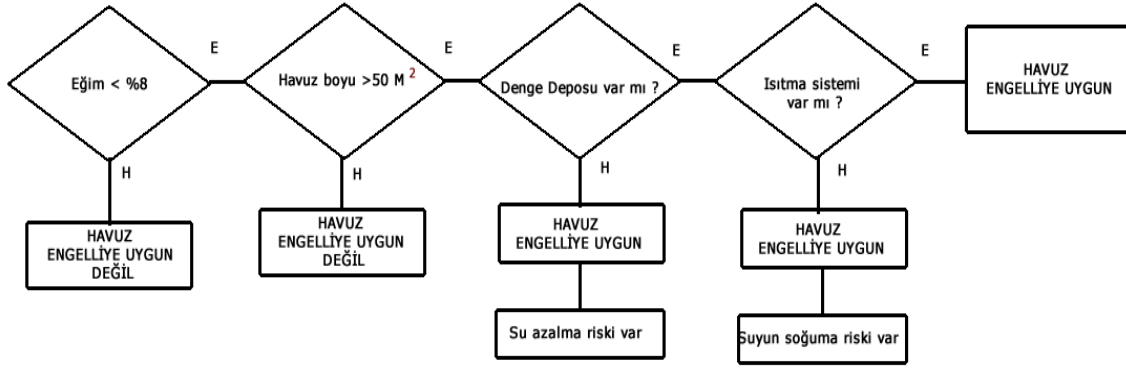 Eğim < %8
E
H
HAVUZ
ENGELLİYE UYGUN
DEĞİL
Havuz boyu >50 M²
E
H
HAVUZ
ENGELLİYE UYGUN
DEĞİL
Denge Deposu var mı ?
E
H
HAVUZ
ENGELLİYE UYGUN
Su azalma riski var
Isıtma sistemi
var mı ?
E
H
HAVUZ
ENGELLİYE UYGUN
Suyun soğuma riski var
HAVUZ
ENGELLİYE UYGUN